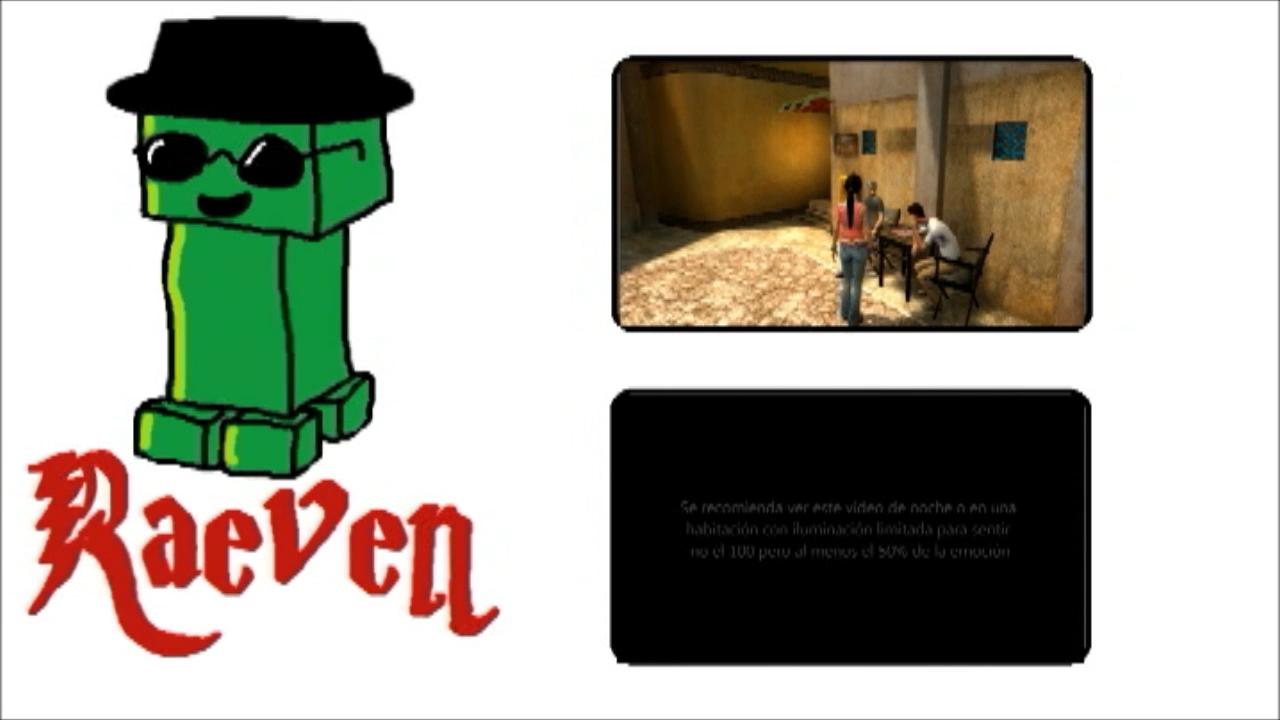 Raeven
Se recomienda ver este vídeo de noche o en una
habitación con iluminación limitada para sentir
no el 100 pero al menos el 50% de la emoción